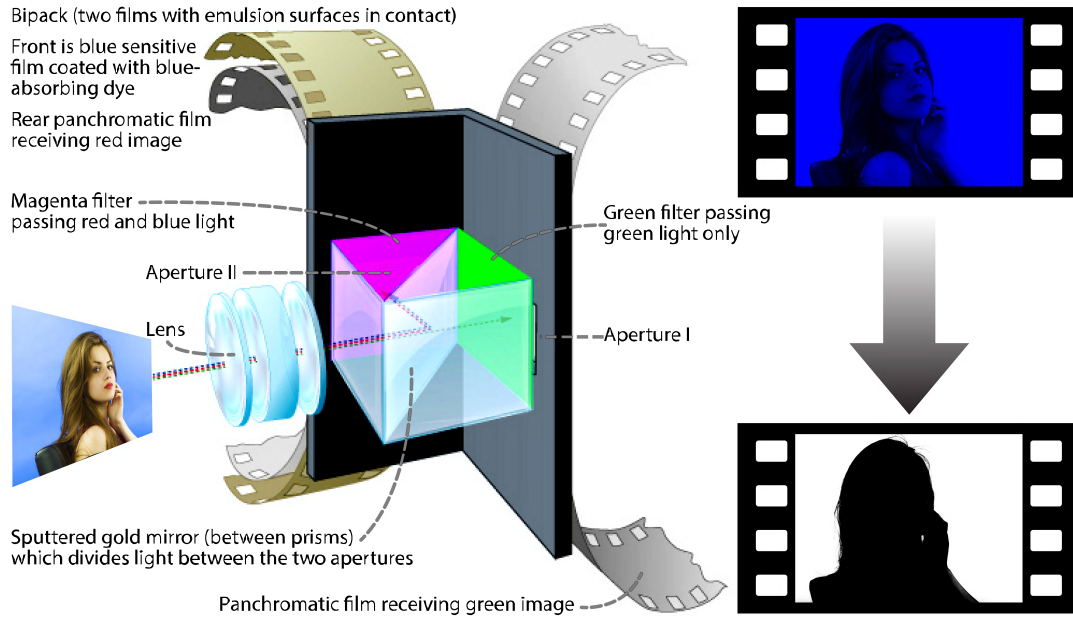 Bipack (two films with emulsion surfaces in contact)
Front is blue sensitive
film coated with blue-
absorbing dye
Rear panchromatic film
receiving red image
Magenta filter
passing red and blue light
Green filter passing
green light only
Aperture II
Lens
Aperture I
Sputtered gold mirror (between prisms)
which divides light between the two apertures
Panchromatic film receiving green image